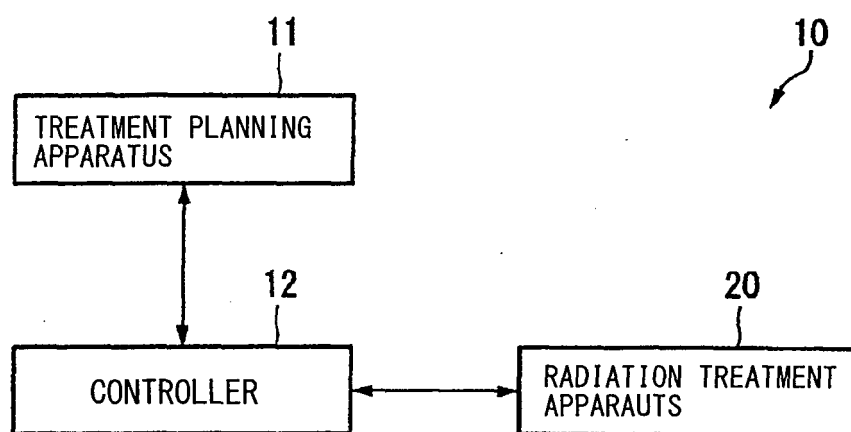 11
10
TREATMENT PLANNING
APPARATUS
12
20
CONTROLLER
RADIATION TREATMENT
APPARAUTS